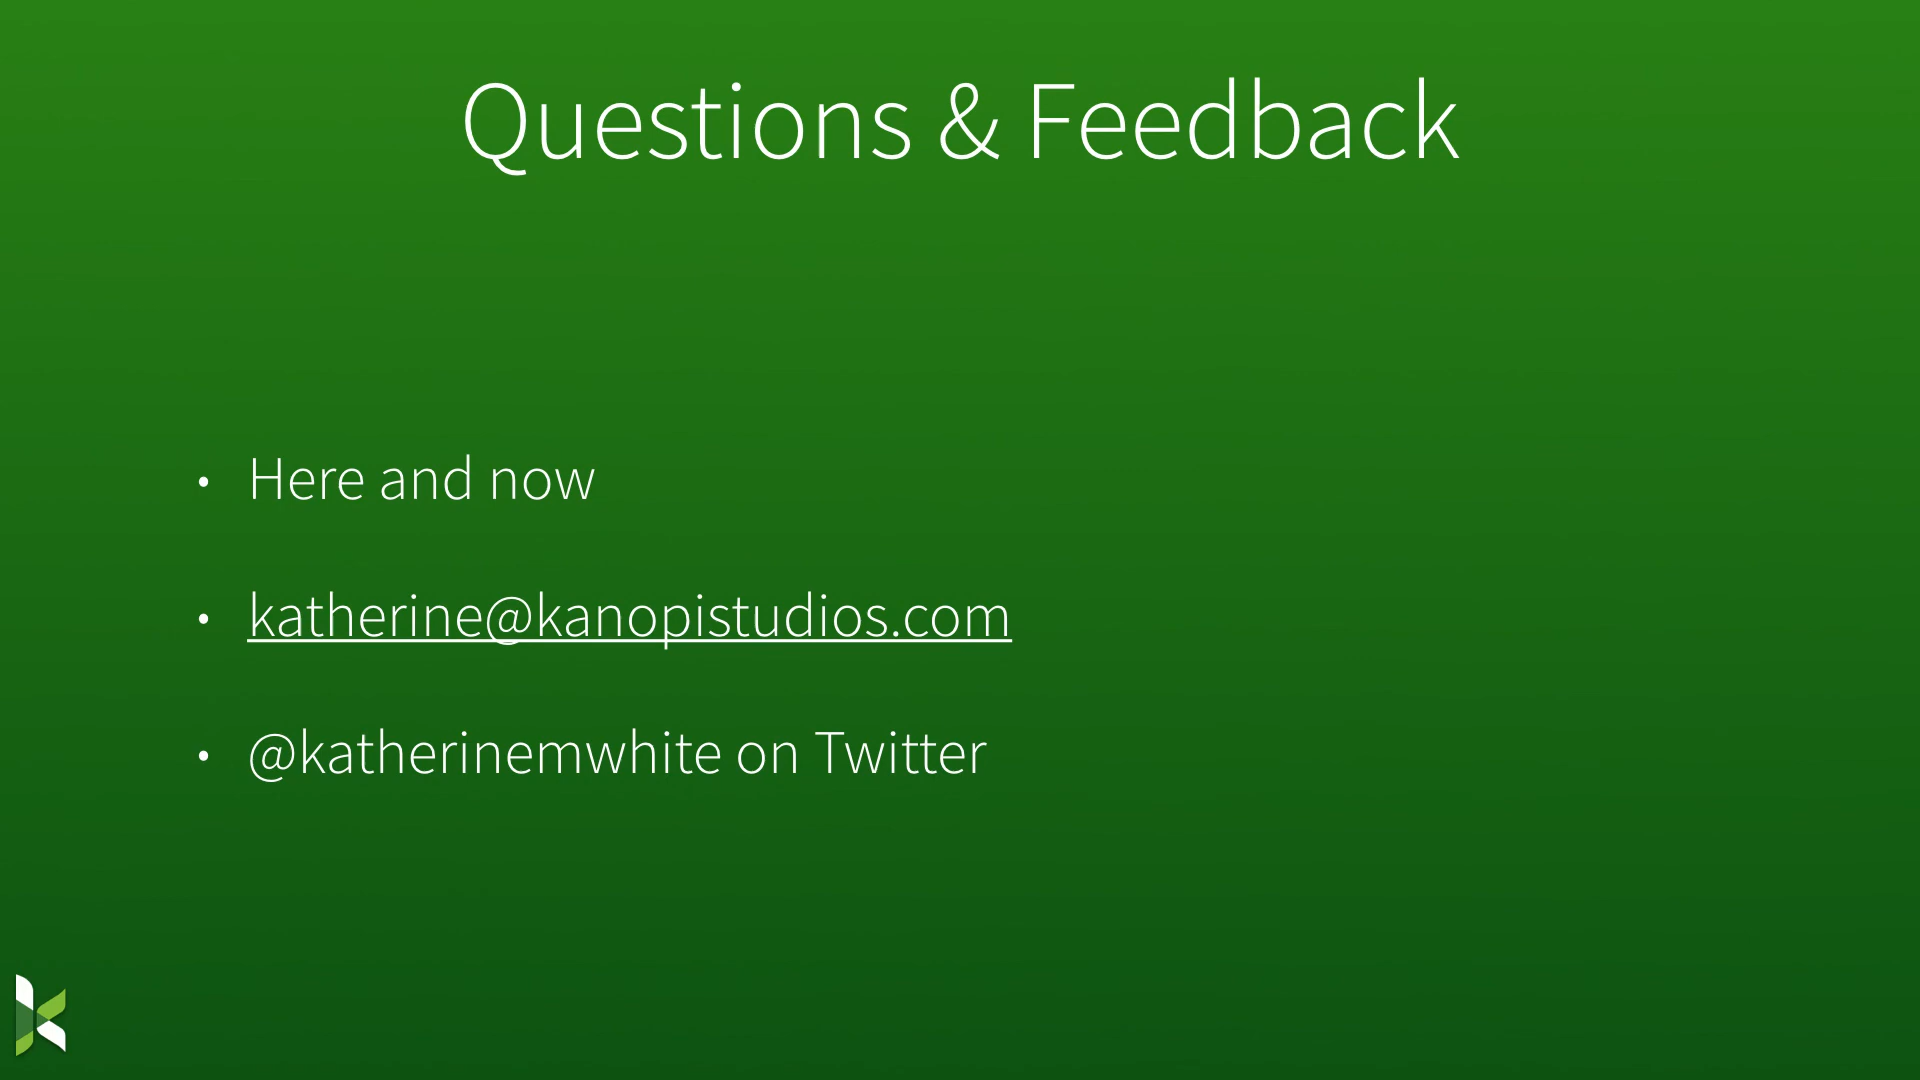 Questions & Feedback
• Here and now
• katherine@kanopistudios.com
• @katherinemwhite on Twitter